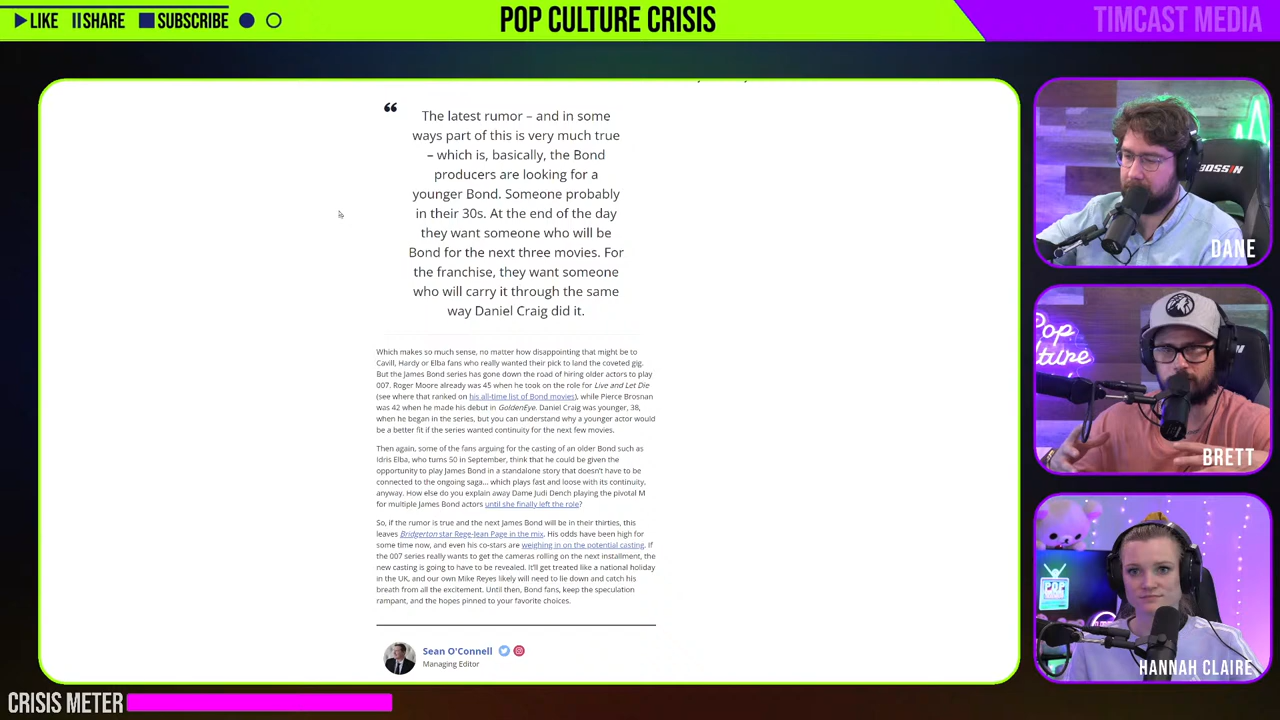 LIKE SHARE SUBSCRIBE
POP CULTURE CRISIS
TIMCAST MEDIA
“
The latest rumor – and in some
ways part of this is very much true
– which is, basically, the Bond
producers are looking for a
younger Bond. Someone probably
in their 30s. At the end of the day
they want someone who will be
Bond for the next three movies. For
the franchise, they want someone
who will carry it through the same
way Daniel Craig did it.
Which makes so much sense, no matter how disappointing that might be to
Cavill, Hardy or Elba fans who really wanted their pick to land the coveted gig.
But the James Bond series has gone down the road of hiring older actors to play
007. Roger Moore already was 45 when he took on the role for Live and Let Die
(see where that ranked on his all-time list of Bond movies), while Pierce Brosnan
was 42 when he made his debut in GoldenEye. Daniel Craig was younger, 38,
when he began in the series, but you can understand why a younger actor would
be a better fit if the series wanted continuity for the next few movies.
Then again, some of the fans arguing for the casting of an older Bond such as
Idris Elba, who turns 50 in September, think that he could be given the
opportunity to play James Bond in a standalone story that doesn’t have to be
connected to the ongoing saga... which plays fast and loose with its continuity,
anyway. How else do you explain away Dame Judi Dench playing the pivotal M
for multiple James Bond actors until she finally left the role?
So, if the rumor is true and the next James Bond will be in their thirties, this
leaves Bridgerton star Rege-Jean Page in the mix. His odds have been high for
some time now, and even his co-stars are weighing in on the potential casting. If
the 007 series really wants to get the cameras rolling on the next installment, the
new casting is going to have to be revealed. It’ll get treated like a national holiday
in the UK, and our own Mike Reyes likely will need to lie down and catch his
breath from all the excitement. Until then, Bond fans, keep the speculation
rampant, and the hopes pinned to your favorite choices.
Sean O'Connell
Managing Editor
BOSSIN
DANE
Pop
BRETT
POP
HANNAH CLAIRE
CRISIS METER